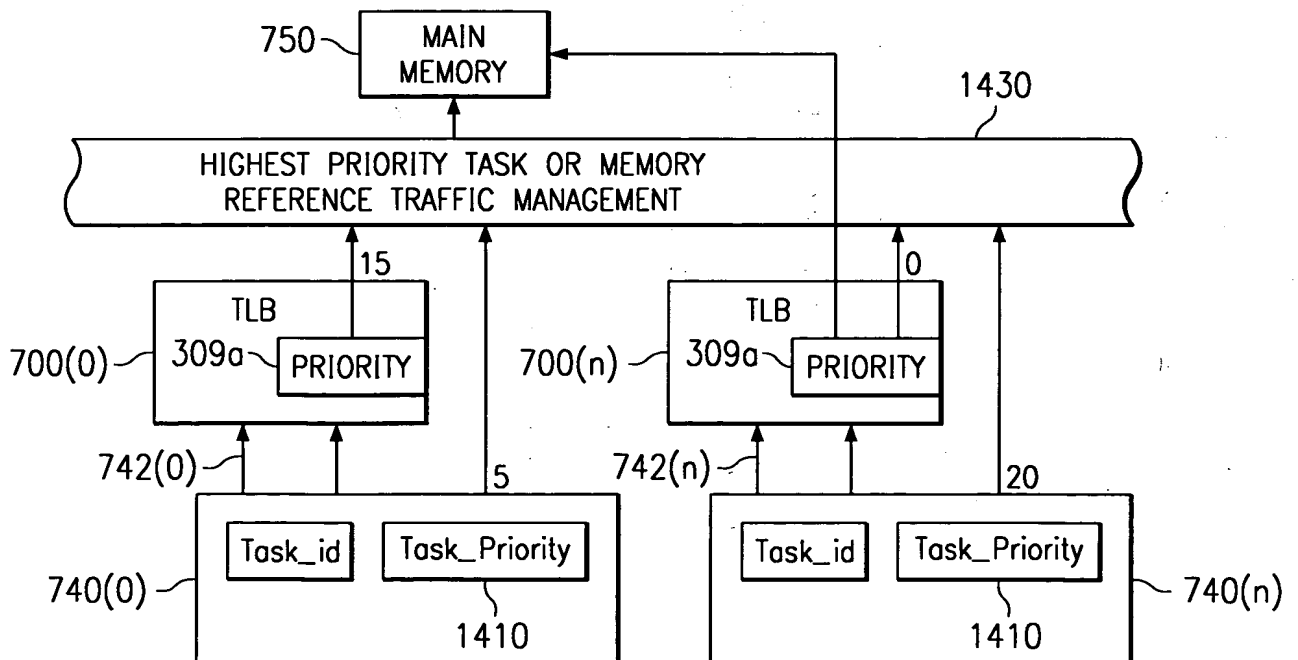 750
MAIN
MEMORY
1430
HIGHEST PRIORITY TASK OR MEMORY
REFERENCE TRAFFIC MANAGEMENT
15
0
TLB
TLB
700(0)
309a
PRIORITY
700(n)
309a
PRIORITY
742(0)
5
742(n)
20
Task_id
Task_Priority
Task_id
Task_Priority
740(0)
1410
1410
740(n)